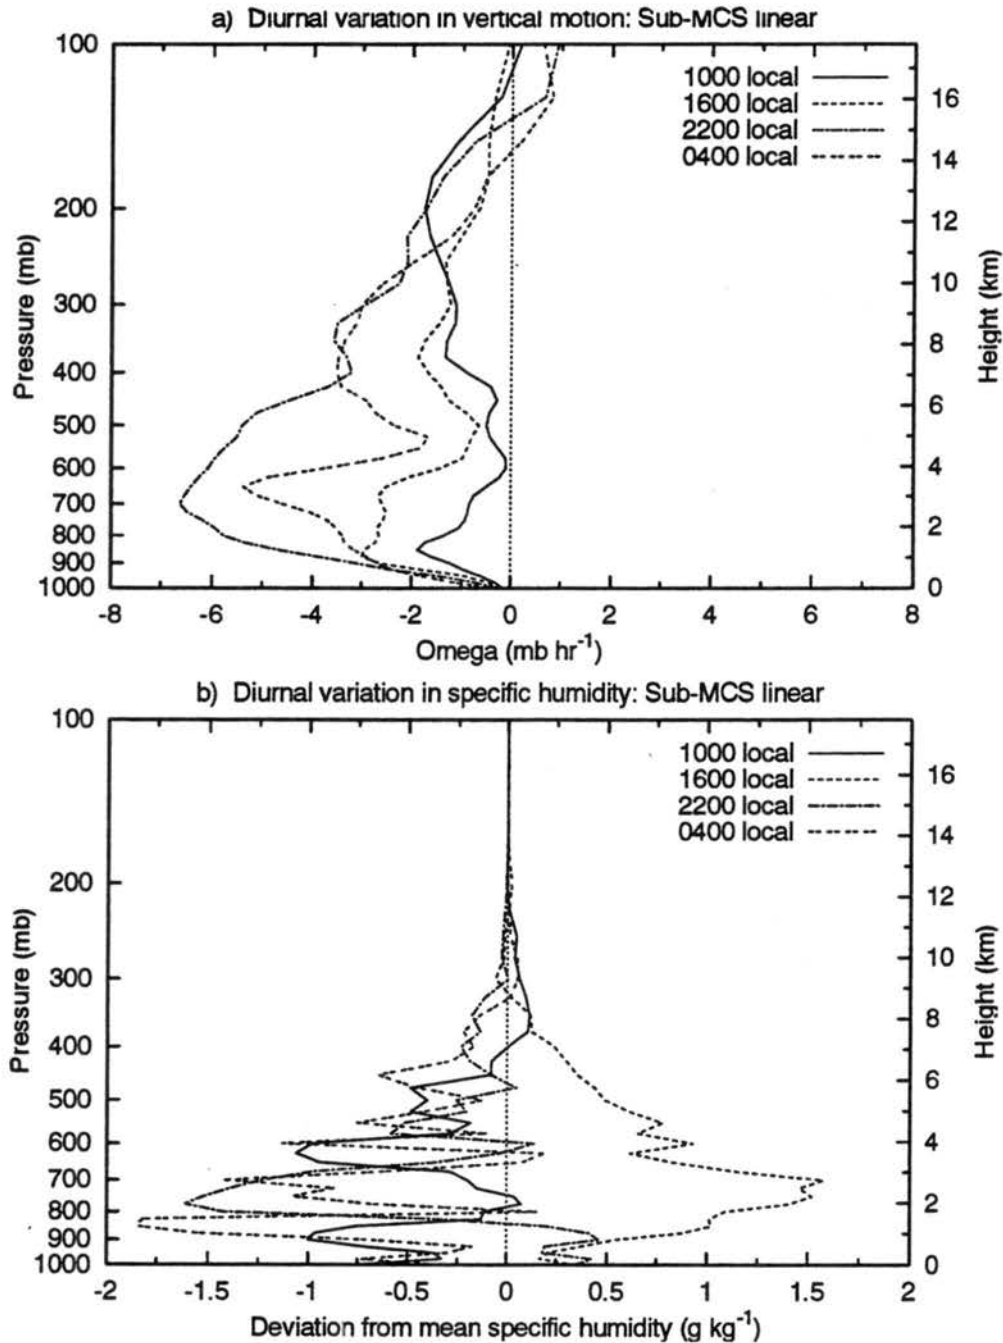 a) Diurnal variation in vertical motion: Sub-MCS linear
100
200
300
400
500
600
700
800
900
1000
Pressure (mb)
1000 local
1600 local
2200 local
0400 local
16
14
12
10
8
6
4
2
0
Height (km)
-8 -6 -4 -2 0 2 4 6 8
Omega (mb hr-1)
b) Diurnal variation in specific humidity: Sub-MCS linear
100
200
300
400
500
600
700
800
900
1000
Pressure (mb)
1000 local
1600 local
2200 local
0400 local
16
14
12
10
8
6
4
2
0
Height (km)
-2 -1.5 -1 -0.5 0 0.5 1 1.5 2
Deviation from mean specific humidity (g kg-1)